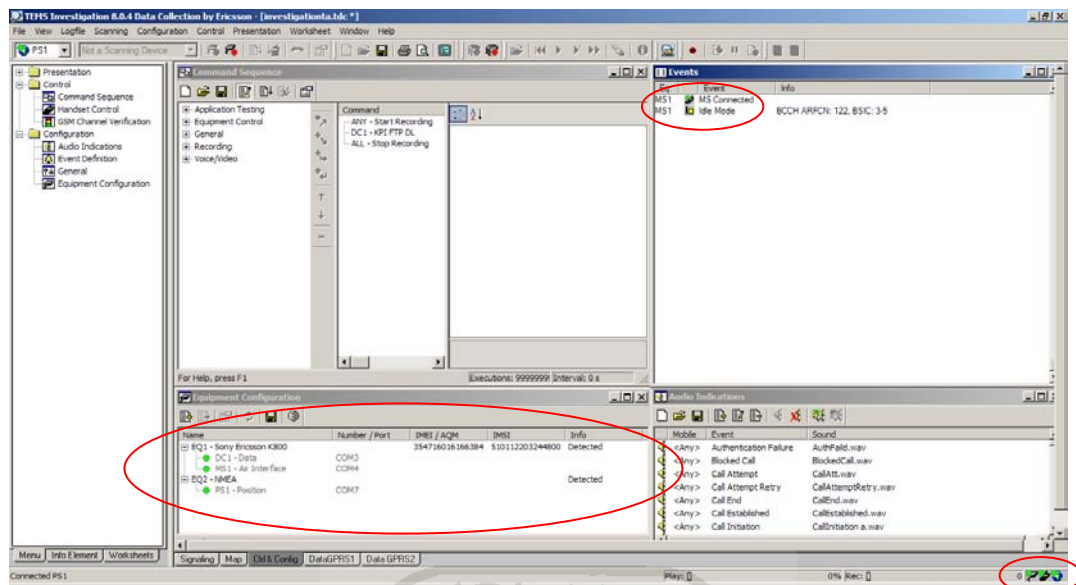 TEMS Investigation 8.0.4 Data Collection by Ericsson - [investigationta.tdc *]
File View Logfile Scanning Configuration Control Presentation Worksheet Window Help
PS1 Not a Scanning Device
Presentation
Control
Command Sequence
Handset Control
GSM Channel Verification
Configuration
Audio Indications
Event Definition
General
Equipment Configuration
Menu Info Element Worksheets
Command Sequence
Application Testing
Equipment Control
General
Recording
Voice/Video
Command
ANY - Start Recording
DC1 - KPI FTP DL
ALL - Stop Recording
For Help, press F1
Executions: 9999999 Interval: 0 s
Events
Eq Event Info
MS1 MS Connected
MS1 Idle Mode BCCH ARFCN: 122, BSIC: 3-5
Equipment Configuration
Name Number / Port IMEI / AQM IMSI Info
EQ1 - Sony Ericsson K800 354716016166384 510112203244800 Detected
DC1 - Data COM3
MS1 - Air Interface COM4
EQ2 - NMEA Detected
PS1 - Position COM7
Audio Indications
Mobile Event Sound
<Any> Authentication Failure AuthFaild.wav
<Any> Blocked Call BlockedCall.wav
<Any> Call Attempt CallAtt.wav
<Any> Call Attempt Retry CallAttemptRetry.wav
<Any> Call End CallEnd.wav
<Any> Call Established CallEstablished.wav
<Any> Call Initiation CallInitiation a.wav
Signaling Map Ctrl & Config DataGPRS1 Data GPRS2
Connected PS1
Play: []
0% Rec: []
0